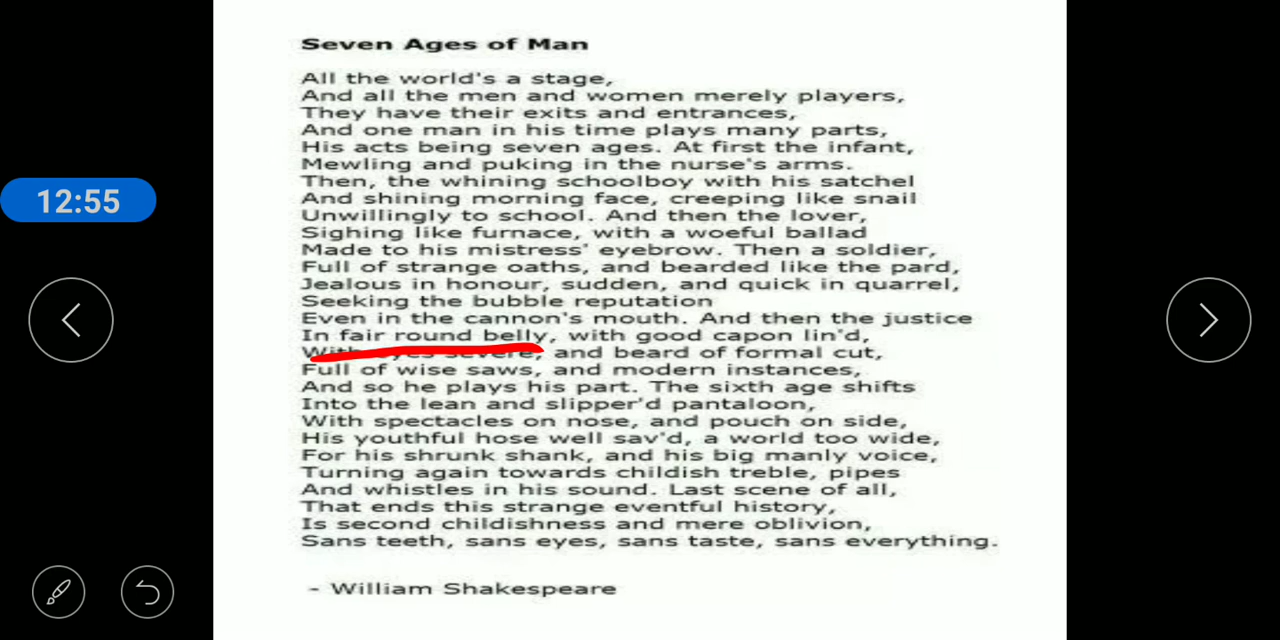 Seven Ages of Man
All the world's a stage,
And all the men and women merely players,
They have their exits and entrances,
And one man in his time plays many parts,
His acts being seven ages. At first the infant,
Mewling and puking in the nurse's arms.
Then, the whining schoolboy with his satchel
And shining morning face, creeping like snail
Unwillingly to school. And then the lover,
Sighing like furnace, with a woeful ballad
Made to his mistress' eyebrow. Then a soldier,
Full of strange oaths, and bearded like the pard,
Jealous in honour, sudden, and quick in quarrel,
Seeking the bubble reputation
Even in the cannon's mouth. And then the justice
In fair round belly, with good capon lin'd,
With eyes severe, and beard of formal cut,
Full of wise saws, and modern instances,
And so he plays his part. The sixth age shifts
Into the lean and slipper'd pantaloon,
With spectacles on nose, and pouch on side,
His youthful hose well sav'd, a world too wide,
For his shrunk shank, and his big manly voice,
Turning again towards childish treble, pipes
And whistles in his sound. Last scene of all,
That ends this strange eventful history,
Is second childishness and mere oblivion,
Sans teeth, sans eyes, sans taste, sans everything.
- William Shakespeare
12:55